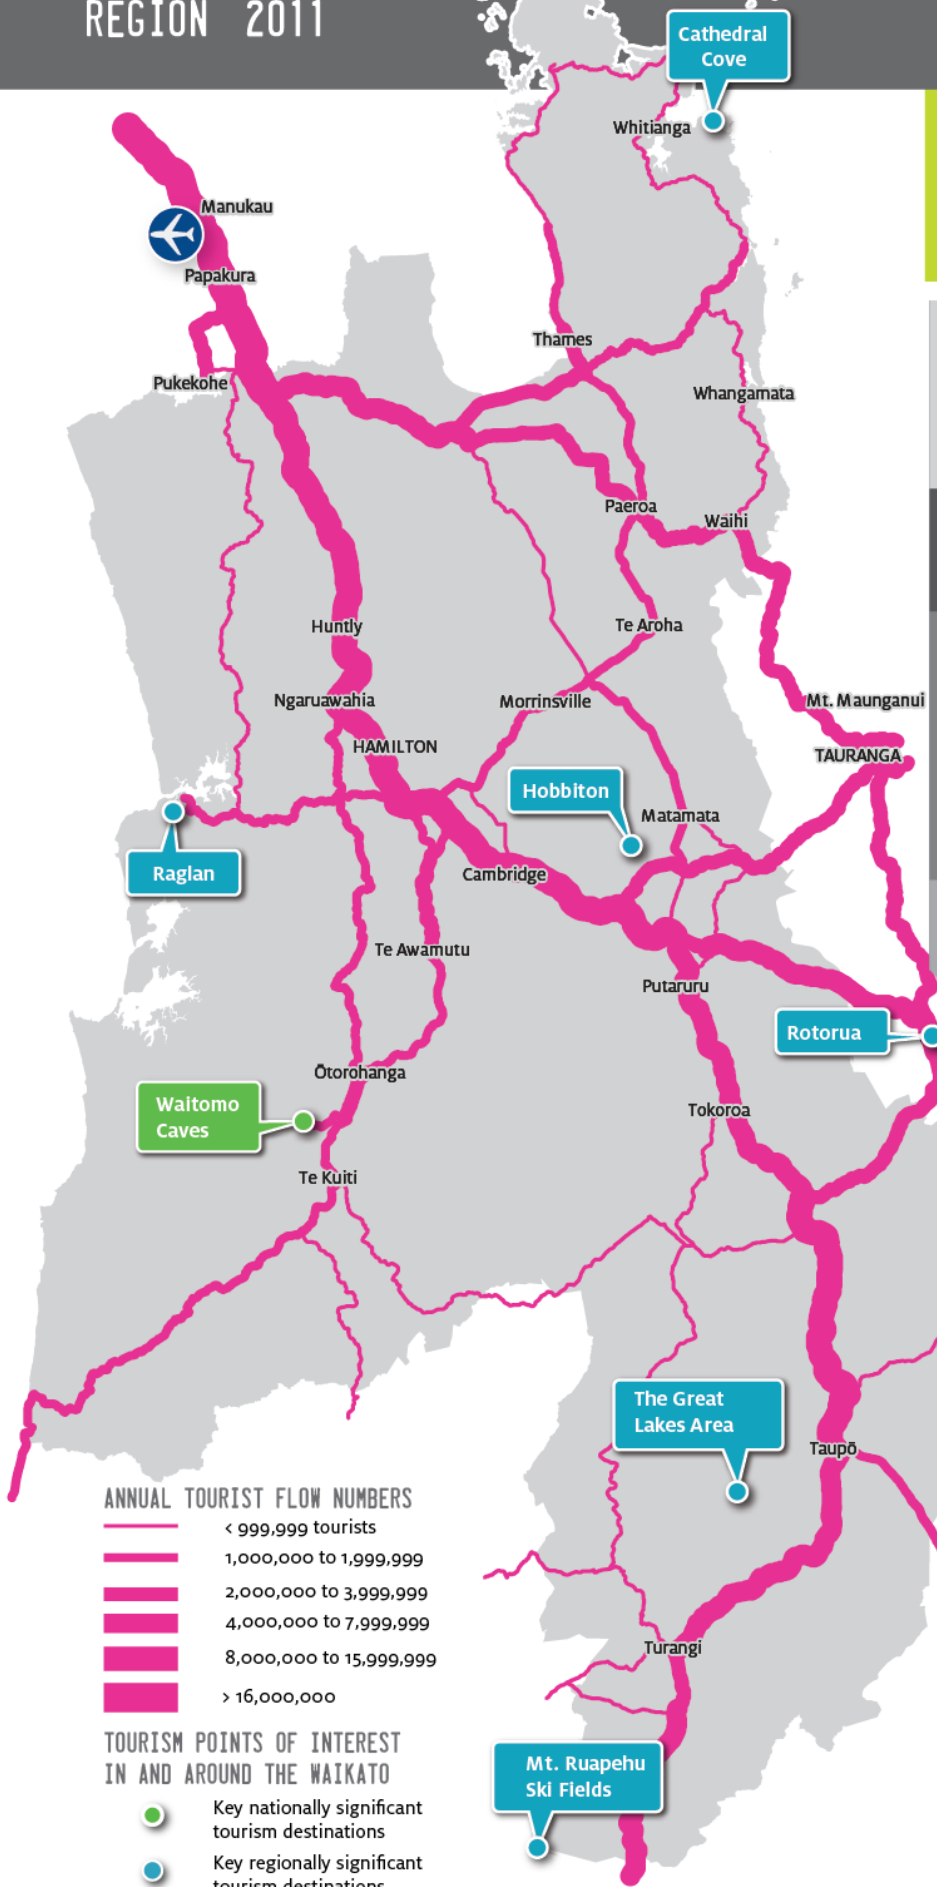 REGION 2011
Cathedral
Cove
Whitianga
Manukau
Papakura
Thames
Pukekohe
Whangamata
Paeroa
Waihi
Huntly
Te Aroha
Ngaruawahia
Morrinsville
Mt. Maunganui
HAMILTON
TAURANGA
Hobbiton
Matamata
Raglan
Cambridge
Te Awamutu
Putaruru
Rotorua
Ōtorohanga
Waitomo
Caves
Tokoroa
Te Kuiti
The Great
Lakes Area
Taupō
ANNUAL TOURIST FLOW NUMBERS
< 999,999 tourists
1,000,000 to 1,999,999
2,000,000 to 3,999,999
4,000,000 to 7,999,999
8,000,000 to 15,999,999
> 16,000,000
Turangi
TOURISM POINTS OF INTEREST
IN AND AROUND THE WAIKATO
Mt. Ruapehu
Ski Fields
Key nationally significant
tourism destinations
Key regionally significant
tourism destinations